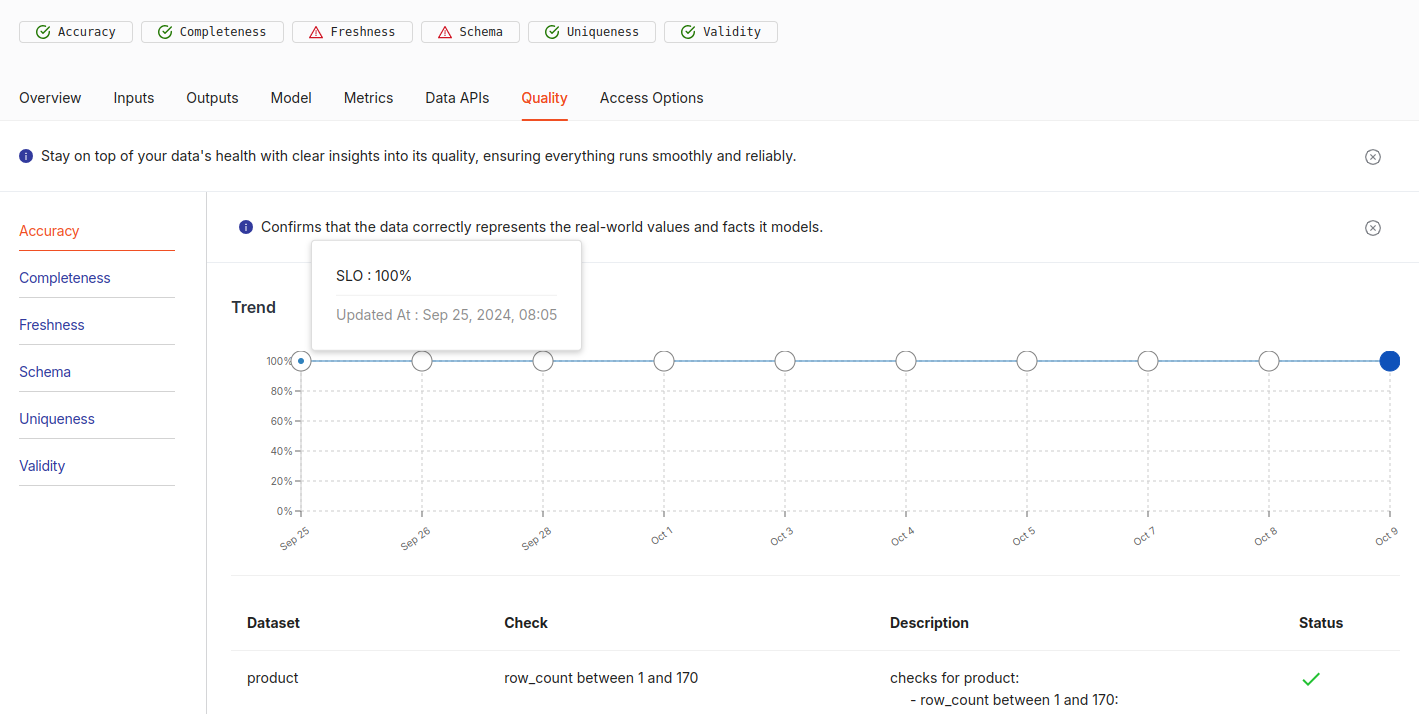 Accuracy Completeness Freshness Schema Uniqueness Validity
Overview Inputs Outputs Model Metrics Data APIs Quality Access Options
Stay on top of your data's health with clear insights into its quality, ensuring everything runs smoothly and reliably.
Accuracy
Completeness
Freshness
Schema
Uniqueness
Validity
Confirms that the data correctly represents the real-world values and facts it models.
SLO : 100%
Updated At : Sep 25, 2024, 08:05
Trend
100%
80%
60%
40%
20%
0%
Sep 25 Sep 26 Sep 28 Oct 1 Oct 3 Oct 4 Oct 5 Oct 7 Oct 8 Oct 9
Dataset Check Description Status
product row_count between 1 and 170 checks for product:
- row_count between 1 and 170: